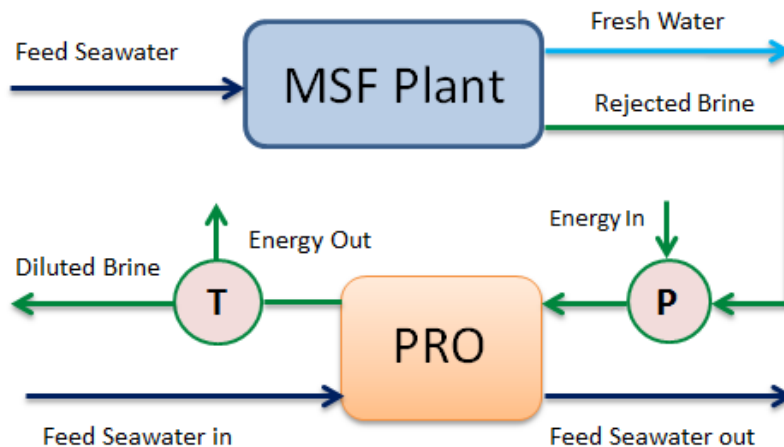 Fresh Water
Feed Seawater
MSF Plant
Rejected Brine
Energy In
Energy Out
Diluted Brine
T
P
PRO
Feed Seawater in
Feed Seawater out